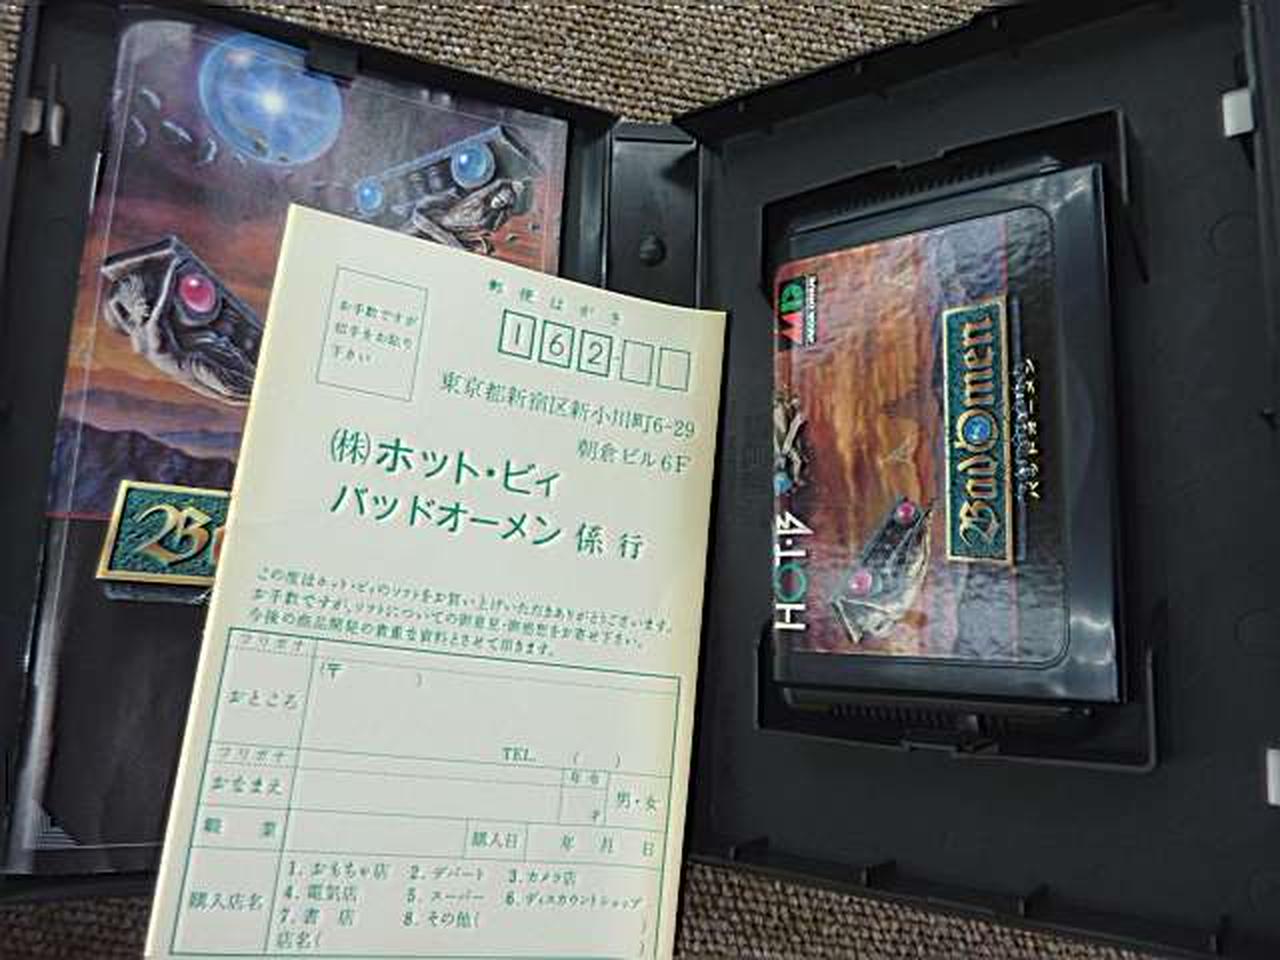 郵便はがき
162-
お手数ですが
切手をお貼り
下さい
東京都新宿区新小川町6-29
朝倉ビル6F
(株)ホット・ビィ
バッドオーメン 係 行
この度はホット・ビィのソフトをお買い上げいただきありがとうございます。
お手数ですが、ソフトについての御意見・御感想をお寄せ下さい。
今後の商品開発の貴重な資料とさせて頂きます。
フリガナ
おところ
(〒 )
TEL. ( )
フリガナ
おなまえ
年令
才
男・女
職 業
購入日 年 月 日
購入店名
1. おもちゃ店 2. デパート 3. カメラ店
4. 電気店 5. スーパー 6. ディスカウントショップ
7. 書 店 8. その他( )
店名( )
Bad Omen
バッドオーメン
HOT・B